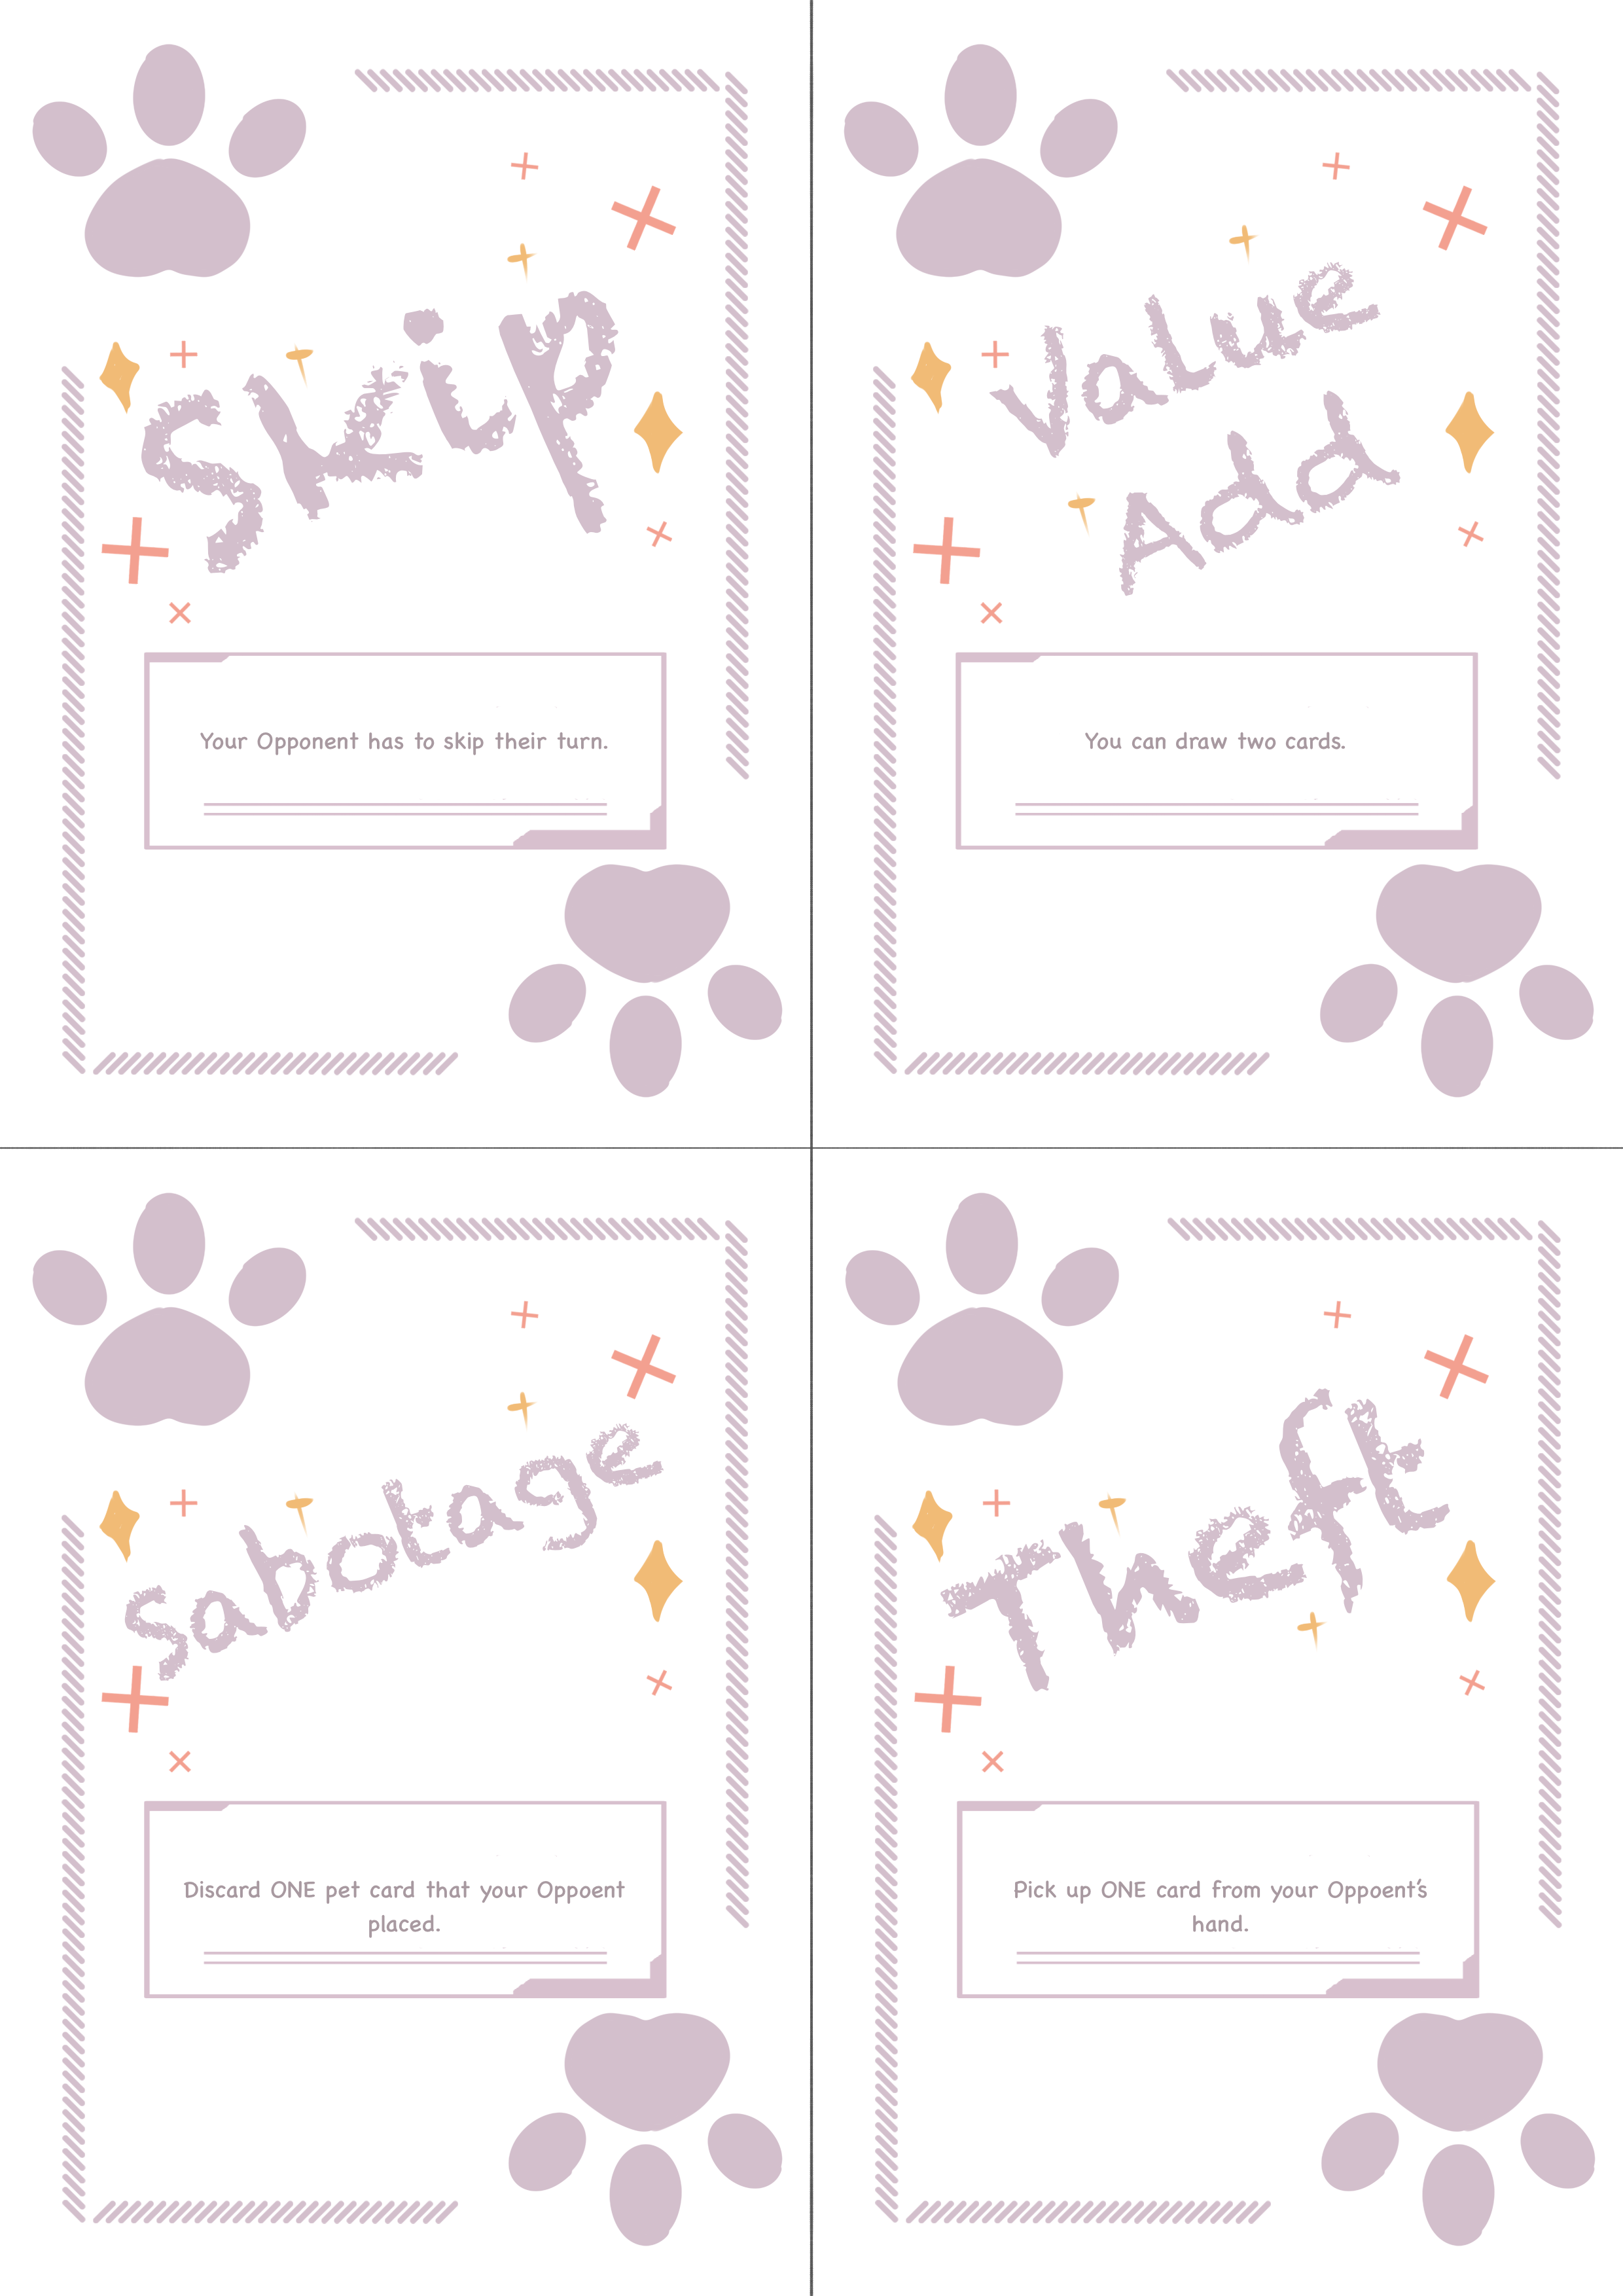 Skip
Your Opponent has to skip their turn.
Value
Add
You can draw two cards.
Sabotage
Discard ONE pet card that your Oppoent
placed.
Theft
Pick up ONE card from your Oppoent's
hand.